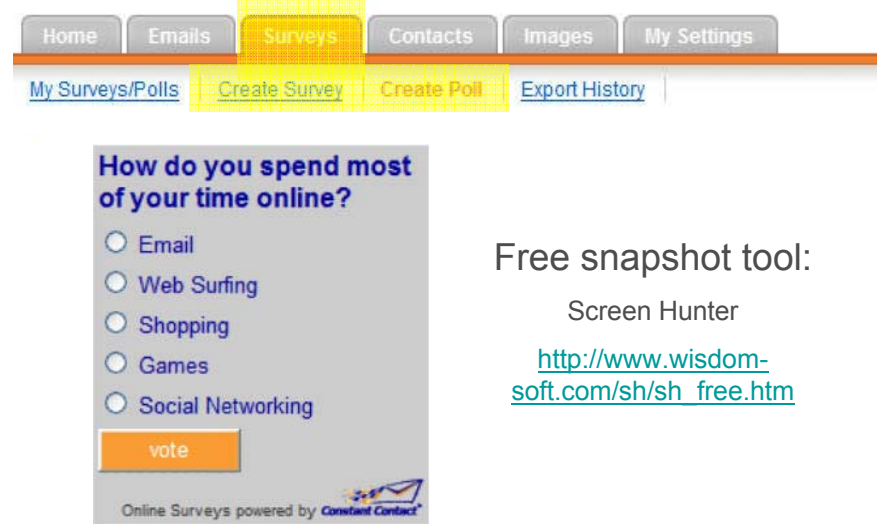 Home Emails Surveys Contacts Images My Settings
My Surveys/Polls Create Survey Create Poll Export History
How do you spend most
of your time online?
Email
Web Surfing
Shopping
Games
Social Networking
vote
Online Surveys powered by Constant Contact
Free snapshot tool:
Screen Hunter
http://www.wisdom-
soft.com/sh/sh_free.htm